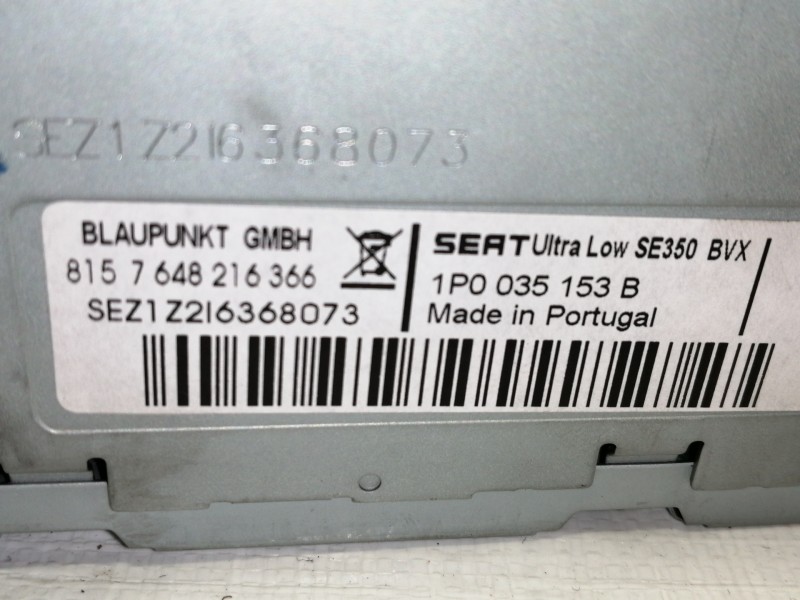 SEZ1Z2I6368073
BLAUPUNKT GMBH
815 7 648 216 366
SEZ1Z2I6368073
SEAT Ultra Low SE350 BVX
1P0 035 153 B
Made in Portugal